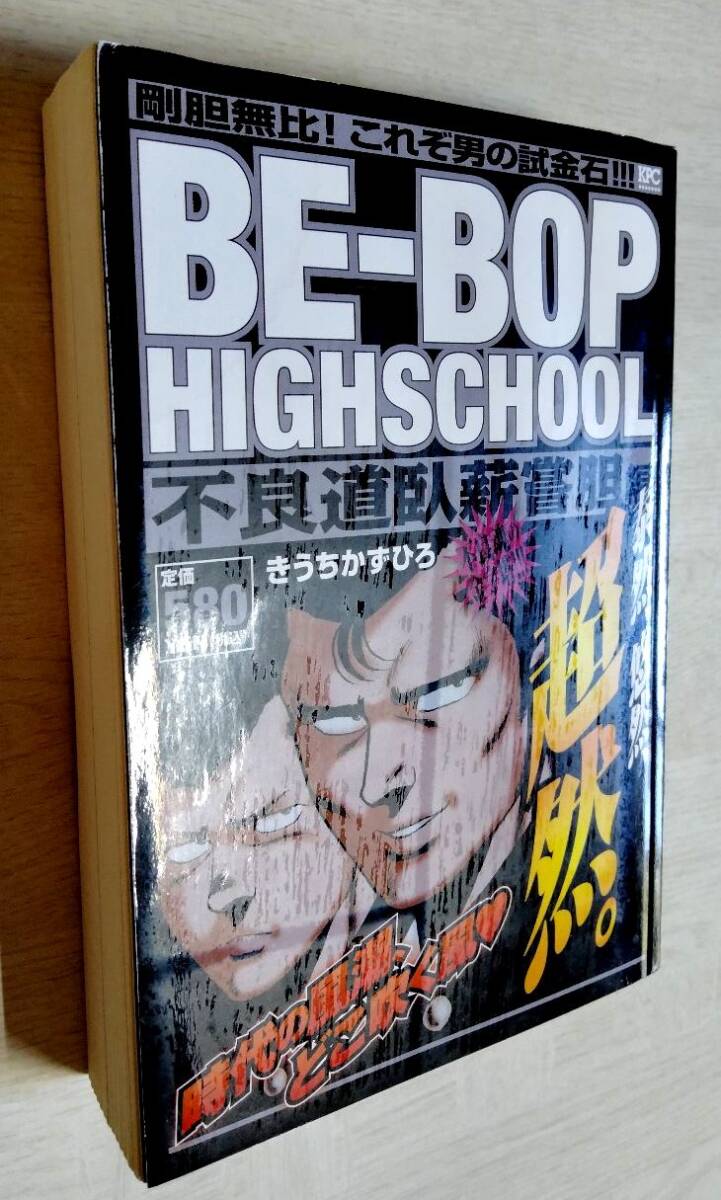 剛胆無比!これぞ男の試金石!!!
KPC
BE-BOP
HIGHSCHOOL
不良道臥薪嘗胆
定価
580
きうちかずひろ
超然。
時代の風潮、
どこ吹く風♥